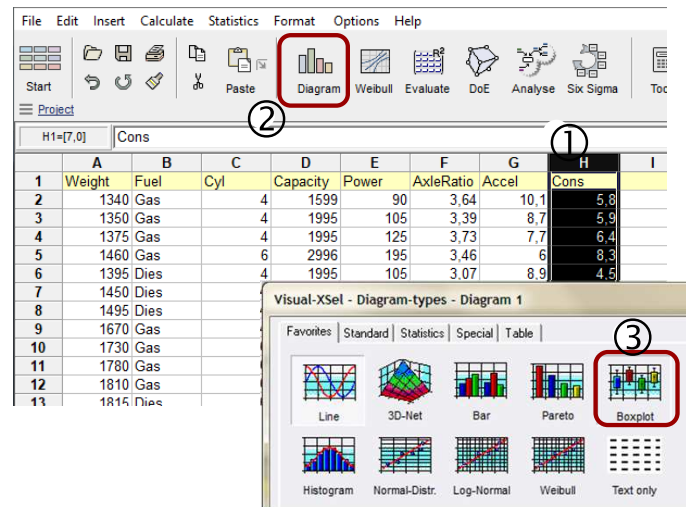 File Edit Insert Calculate Statistics Format Options Help
Start Paste Diagram Weibull Evaluate DoE Analyse Six Sigma
Project
② ①
H1=[7,0] Cons
A B C D E F G H I
1 Weight Fuel Cyl Capacity Power AxleRatio Accel Cons
2 1340 Gas 4 1599 90 3,64 10,1 5,8
3 1350 Gas 4 1995 105 3,39 8,7 5,9
4 1375 Gas 4 1995 125 3,73 7,7 6,4
5 1460 Gas 6 2996 195 3,46 6 8,3
6 1395 Dies 4 1995 105 3,07 8,9 4,5
7 1450 Dies
8 1495 Dies
9 1670 Gas
10 1730 Gas
11 1780 Gas
12 1810 Gas
13 1815 Dies
Visual-XSel - Diagram-types - Diagram 1
Favorites Standard Statistics Special Table
③
Line 3D-Net Bar Pareto Boxplot
Histogram Normal-Distr. Log-Normal Weibull Text only